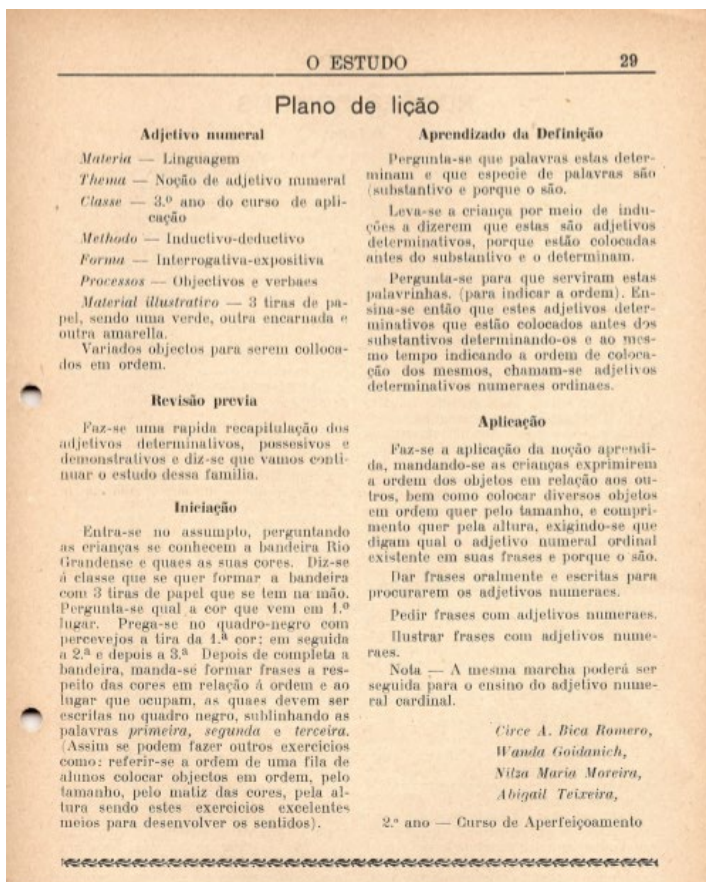 O ESTUDO
29
Plano de lição
Adjetivo numeral
Materia — Linguagem
Thema — Noção de adjetivo numeral
Classe — 3.º ano do curso de apli-
cação
Methodo — Inductivo-deductivo
Forma — Interrogativa-expositiva
Processos — Objectivos e verbaes
Material illustrativo — 3 tiras de pa-
pel, sendo uma verde, outra encarnada e
outra amarella.
Variados objectos para serem colloca-
dos em ordem.
Revisão previa
Faz-se uma rapida recapitulação dos
adjetivos determinativos, possesivos e
demonstrativos e diz-se que vamos conti-
nuar o estudo dessa familia.
Iniciação
Entra-se no assumpto, perguntando
as crianças se conhecem a bandeira Rio
Grandense e quaes as suas cores. Diz-se
á classe que se quer formar a bandeira
com 3 tiras de papel que se tem na mão.
Pergunta-se qual a cor que vem em 1.º
lugar. Prega-se no quadro-negro com
percevejos a tira da 1.ª cor; em seguida
a 2.ª e depois a 3.ª Depois de completa a
bandeira, manda-se formar frases a res-
peito das cores em relação á ordem e ao
lugar que ocupam, as quaes devem ser
escritas no quadro negro, sublinhando as
palavras primeira, segunda e terceira.
(Assim se podem fazer outros exercicios
como: referir-se a ordem de uma fila de
alunos colocar objectos em ordem, pelo
tamanho, pelo matiz das cores, pela al-
tura sendo estes exercicios excelentes
meios para desenvolver os sentidos).
Aprendizado da Definição
Pergunta-se que palavras estas deter-
minam e que especie de palavras são
(substantivo e porque o são.
Leva-se a criança por meio de indu-
ções a dizerem que estas são adjetivos
determinativos, porque estão colocadas
antes do substantivo e o determinam.
Pergunta-se para que serviram estas
palavrinhas. (para indicar a ordem). En-
sina-se então que estes adjetivos deter-
minativos que estão colocados antes dos
substantivos determinando-os e ao mes-
mo tempo indicando a ordem de coloca-
ção dos mesmos, chamam-se adjetivos
determinativos numeraes ordinaes.
Aplicação
Faz-se a aplicação da noção aprendi-
da, mandando-se as crianças exprimirem
a ordem dos objetos em relação aos ou-
tros, bem como colocar diversos objetos
em ordem quer pelo tamanho, e compri-
mento quer pela altura, exigindo-se que
digam qual o adjetivo numeral ordinal
existente em suas frases e porque o são.
Dar frases oralmente e escritas para
procurarem os adjetivos numeraes.
Pedir frases com adjetivos numeraes.
Ilustrar frases com adjetivos nume-
raes.
Nota — A mesma marcha poderá ser
seguida para o ensino do adjetivo nume-
ral cardinal.
Circe A. Bica Romero,
Wanda Goidanich,
Nilza Maria Moreira,
Abigail Teixeira,
2.º ano — Curso de Aperfeiçoamento